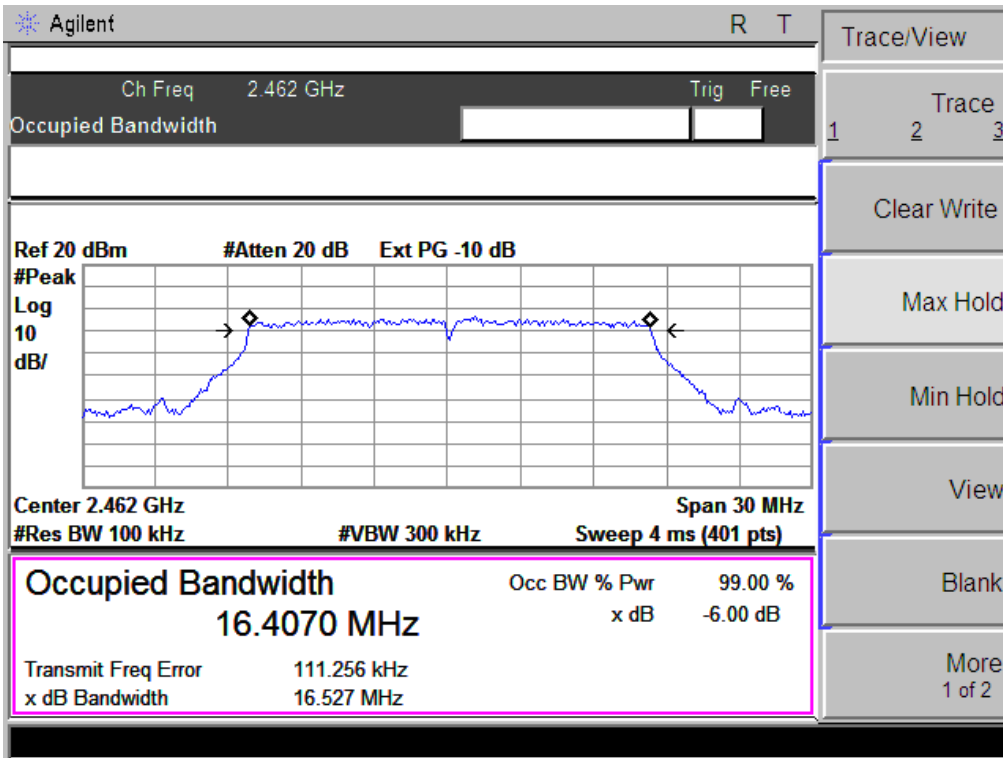 Agilent R T
Ch Freq 2.462 GHz Trig Free
Occupied Bandwidth
Ref 20 dBm #Atten 20 dB Ext PG -10 dB
#Peak
Log
10
dB/
Center 2.462 GHz Span 30 MHz
#Res BW 100 kHz #VBW 300 kHz Sweep 4 ms (401 pts)
Occupied Bandwidth Occ BW % Pwr 99.00 %
16.4070 MHz x dB -6.00 dB
Transmit Freq Error 111.256 kHz
x dB Bandwidth 16.527 MHz
Trace/View
Trace
1 2 3
Clear Write
Max Hold
Min Hold
View
Blank
More
1 of 2